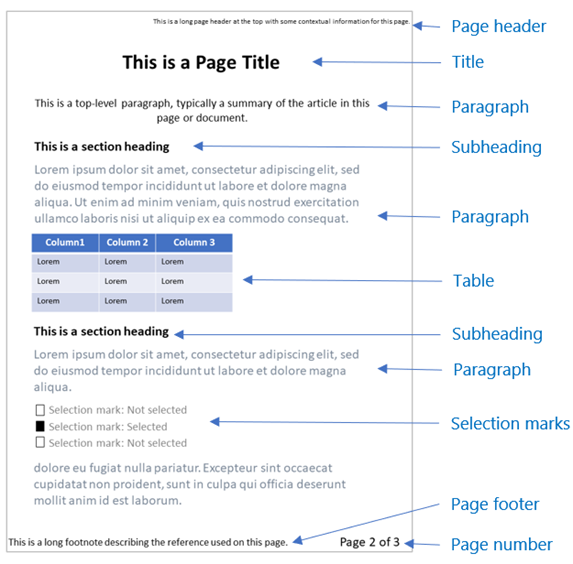 This is a long page header at the top with some contextual information for this page.
Page header
This is a Page Title
Title
This is a top-level paragraph, typically a summary of the article in this
page or document.
Paragraph
This is a section heading
Subheading
Lorem ipsum dolor sit amet, consectetur adipiscing elit, sed
do eiusmod tempor incididunt ut labore et dolore magna
aliqua. Ut enim ad minim veniam, quis nostrud exercitation
ullamco laboris nisi ut aliquip ex ea commodo consequat.
Paragraph
Column1 Column 2 Column 3
Lorem Lorem Lorem
Lorem Lorem Lorem
Lorem Lorem Lorem
Table
This is a section heading
Subheading
Lorem ipsum dolor sit amet, consectetur adipiscing elit, sed
do eiusmod tempor incididunt ut labore et dolore magna
aliqua.
Paragraph
Selection mark: Not selected
Selection mark: Selected
Selection mark: Not selected
Selection marks
dolore eu fugiat nulla pariatur. Excepteur sint occaecat
cupidatat non proident, sunt in culpa qui officia deserunt
mollit anim id est laborum.
Page footer
This is a long footnote describing the reference used on this page.
Page 2 of 3
Page number